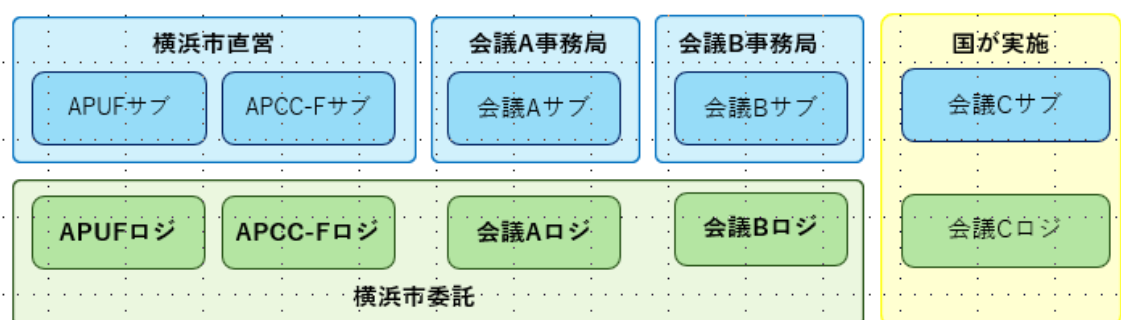 横浜市直営
会議A事務局
会議B事務局
国が実施
APUFサブ
APCC-Fサブ
会議Aサブ
会議Bサブ
会議Cサブ
APUFロジ
APCC-Fロジ
会議Aロジ
会議Bロジ
会議Cロジ
横浜市委託